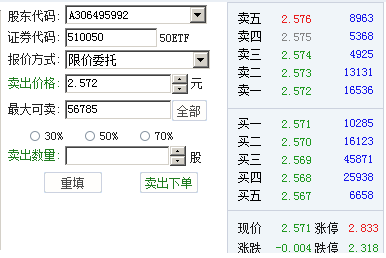 股东代码: A306495992
证券代码: 510050 50ETF
报价方式: 限价委托
卖出价格: 2.572 元
最大可卖: 56785 全部
30% 50% 70%
卖出数量: 股
重填 卖出下单
卖五 2.576 8963
卖四 2.575 5368
卖三 2.574 4925
卖二 2.573 13131
卖一 2.572 16536
买一 2.571 10285
买二 2.570 16123
买三 2.569 45871
买四 2.568 25938
买五 2.567 6658
现价 2.571 涨停 2.833
涨跌 -0.004 跌停 2.318